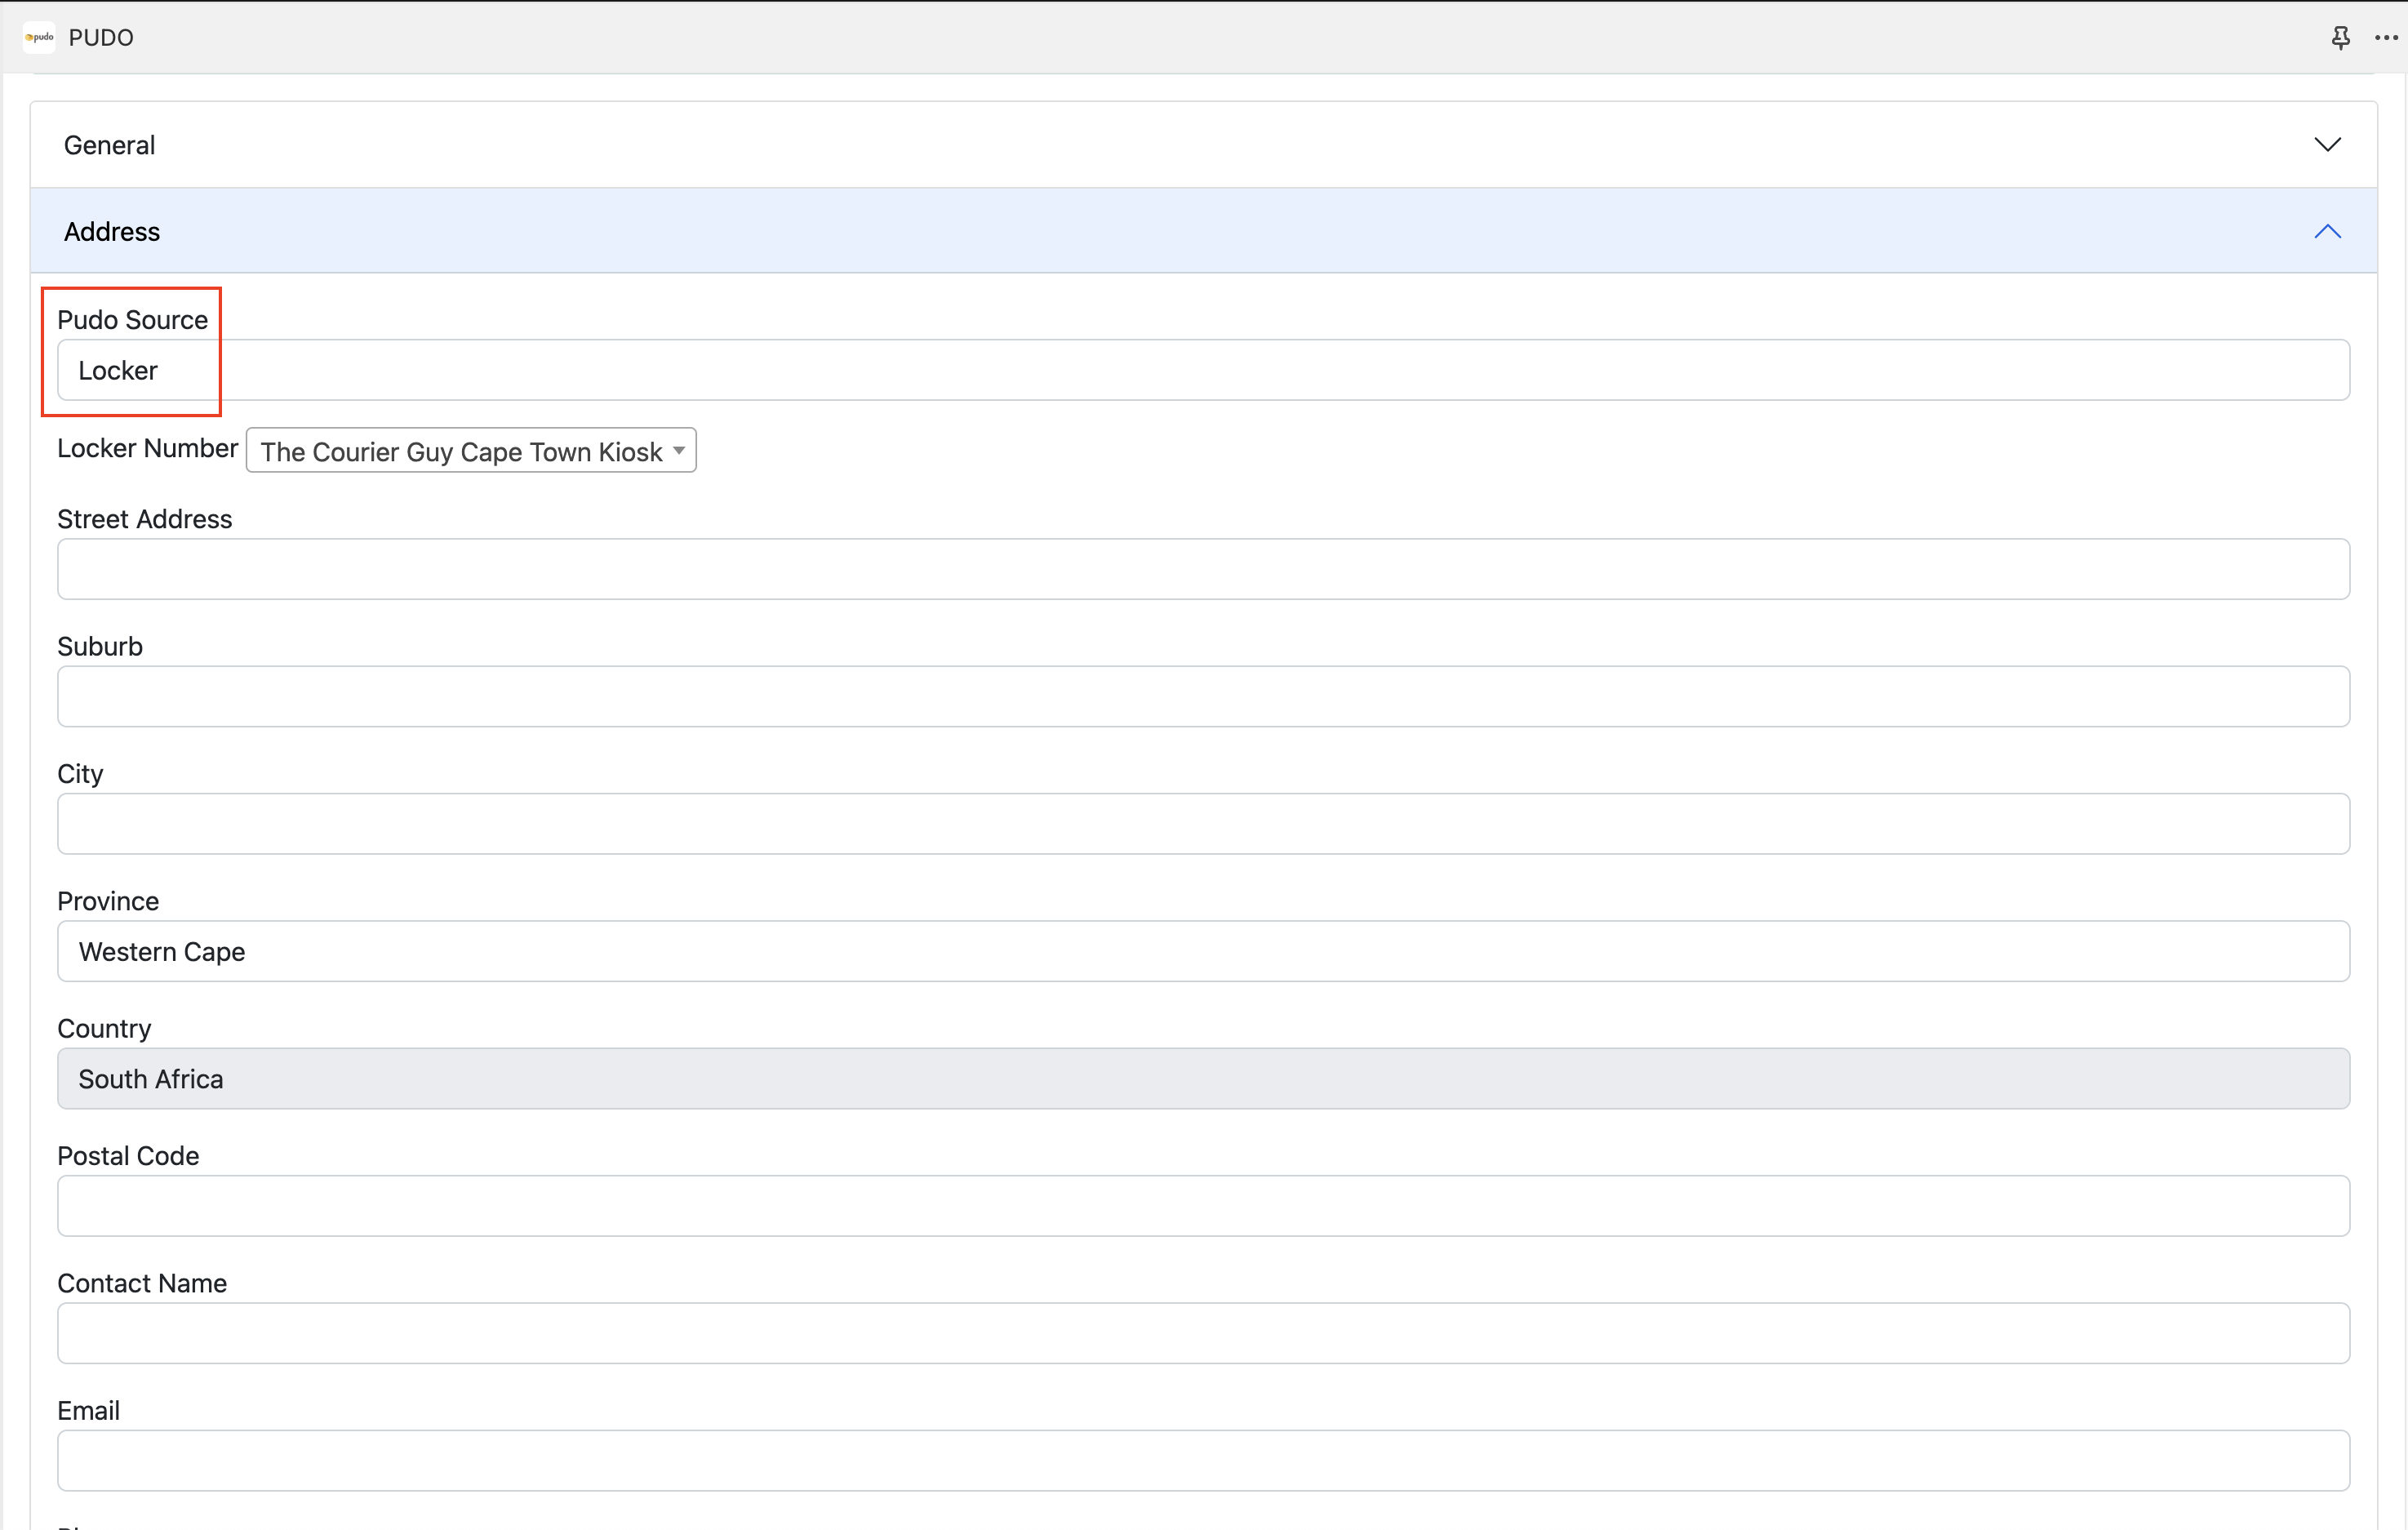 pudo PUDO
General
Address
Pudo Source
Locker
Locker Number The Courier Guy Cape Town Kiosk
Street Address
Suburb
City
Province
Western Cape
Country
South Africa
Postal Code
Contact Name
Email